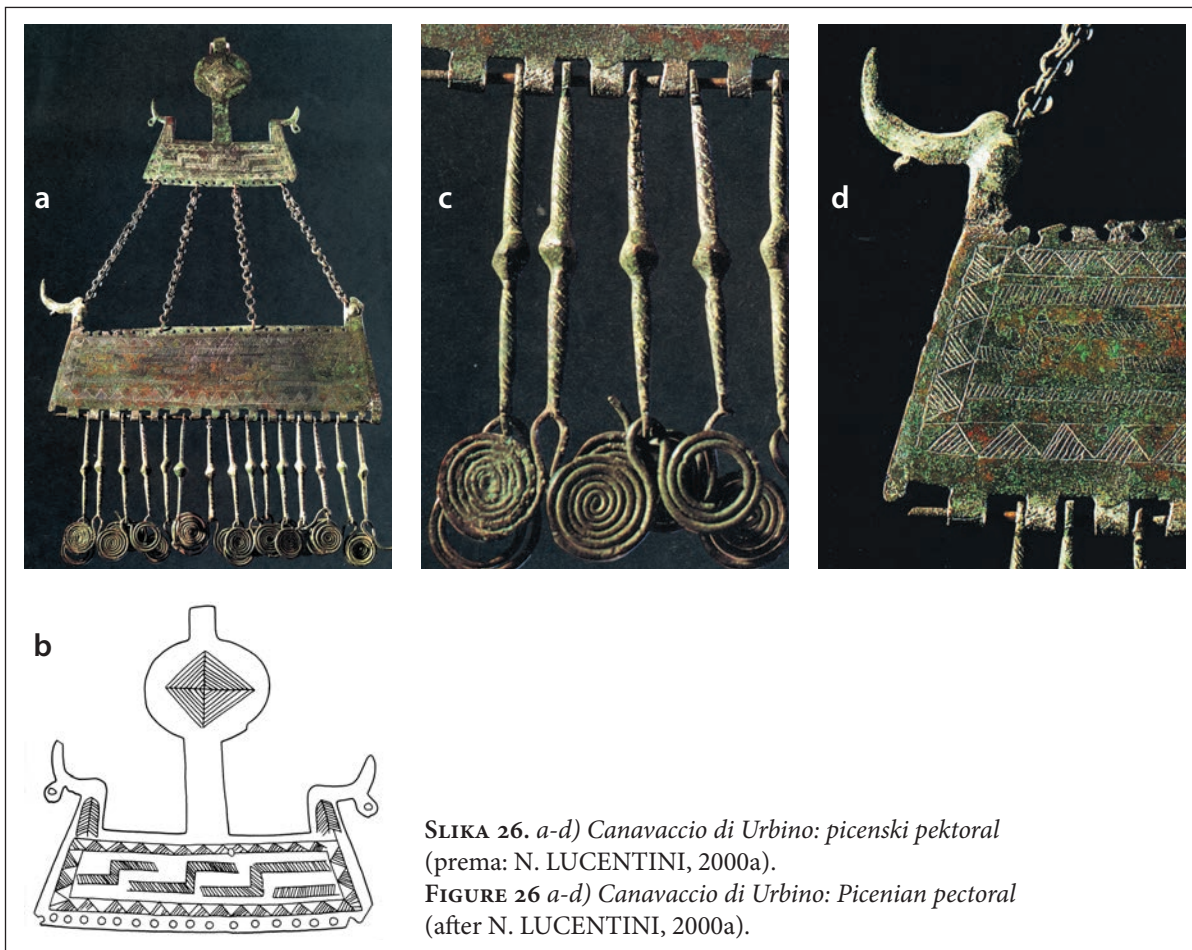 a
c
d
b
SLIKA 26. a-d) Canavaccio di Urbino: picenski pektoral
(prema: N. LUCENTINI, 2000a).
FIGURE 26 a-d) Canavaccio di Urbino: Picenian pectoral
(after N. LUCENTINI, 2000a).